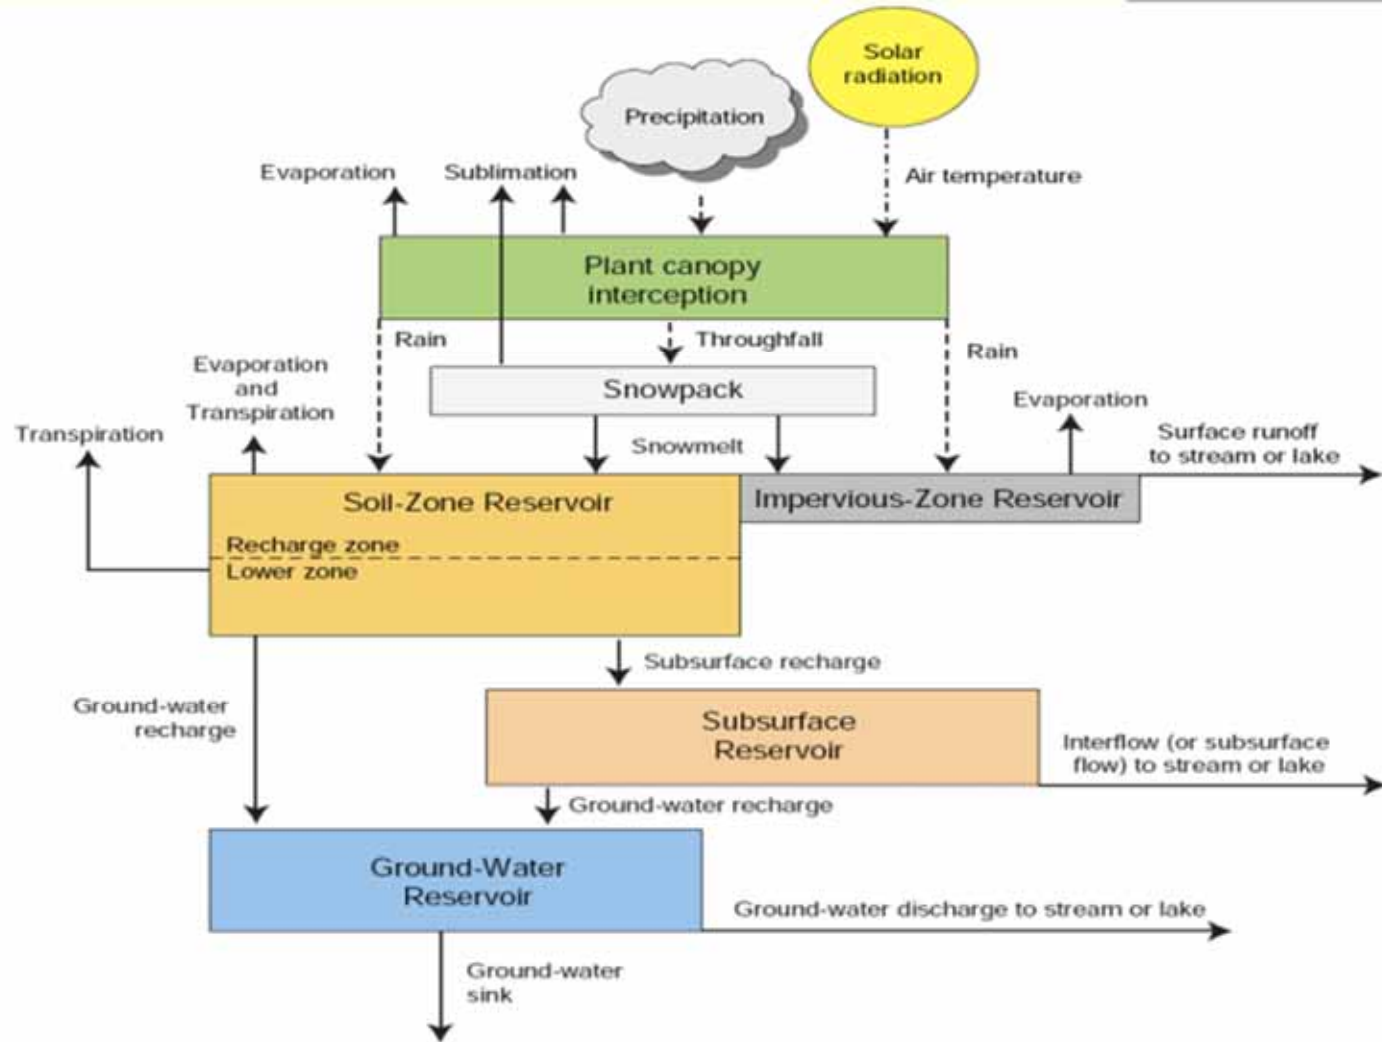 Solar
radiation
Precipitation
Evaporation
Sublimation
Air temperature
Plant canopy
interception
Rain
Throughfall
Rain
Evaporation
and
Transpiration
Snowpack
Evaporation
Transpiration
Snowmelt
Surface runoff
to stream or lake
Soil-Zone Reservoir
Impervious-Zone Reservoir
Recharge zone
Lower zone
Subsurface recharge
Ground-water
recharge
Subsurface
Reservoir
Interflow (or subsurface
flow) to stream or lake
Ground-water recharge
Ground-Water
Reservoir
Ground-water discharge to stream or lake
Ground-water
sink